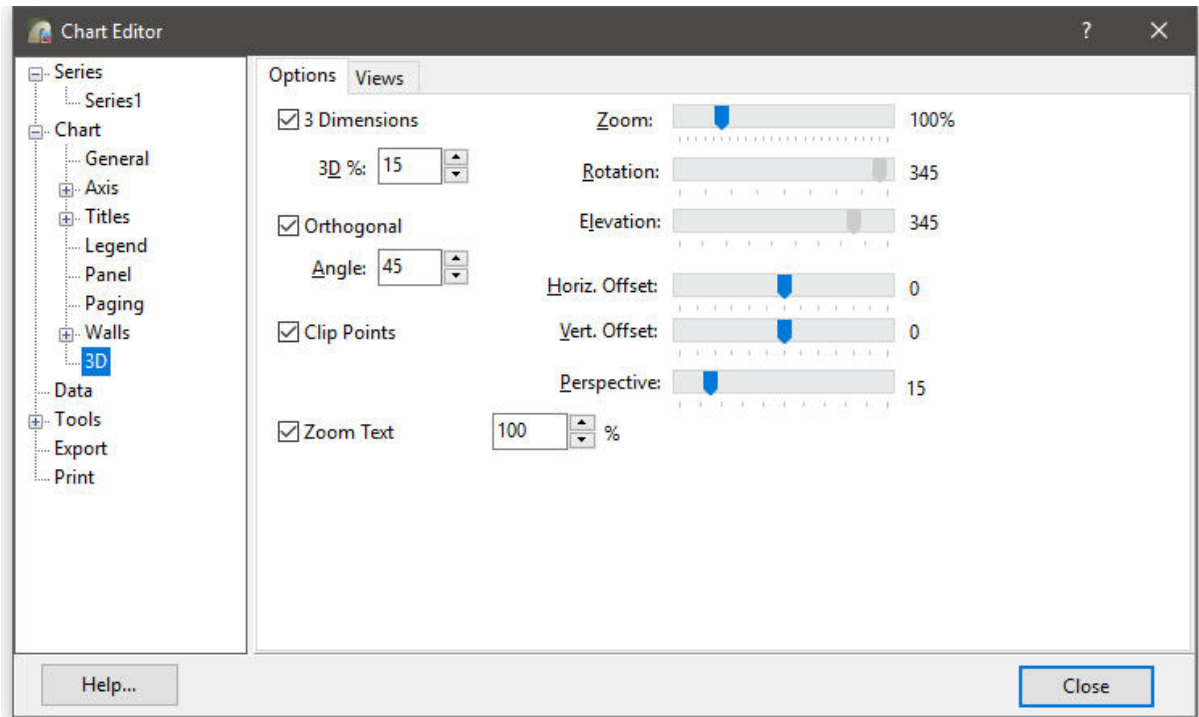 Chart Editor
?
Series
Series1
Chart
General
Axis
Titles
Legend
Panel
Paging
Walls
3D
Data
Tools
Export
Print
Options Views
3 Dimensions
3D %: 15
Orthogonal
Angle: 45
Clip Points
Zoom Text 100 %
Zoom: 100%
Rotation: 345
Elevation: 345
Horiz. Offset: 0
Vert. Offset: 0
Perspective: 15
Help...
Close